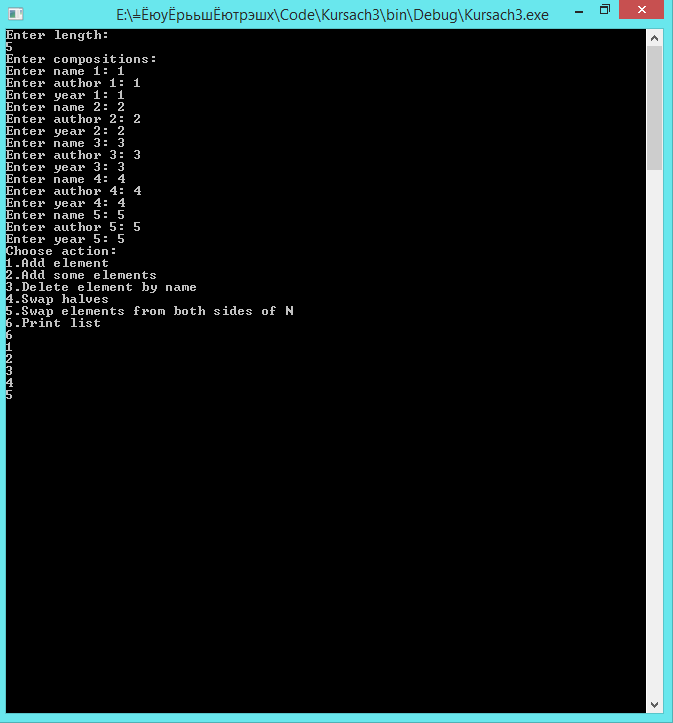 E:\╧ЁюуЁрььшЁютрэшх\Code\Kursach3\bin\Debug\Kursach3.exe
Enter length:
5
Enter compositions:
Enter name 1: 1
Enter author 1: 1
Enter year 1: 1
Enter name 2: 2
Enter author 2: 2
Enter year 2: 2
Enter name 3: 3
Enter author 3: 3
Enter year 3: 3
Enter name 4: 4
Enter author 4: 4
Enter year 4: 4
Enter name 5: 5
Enter author 5: 5
Enter year 5: 5
Choose action:
1.Add element
2.Add some elements
3.Delete element by name
4.Swap halves
5.Swap elements from both sides of N
6.Print list
6
1
2
3
4
5